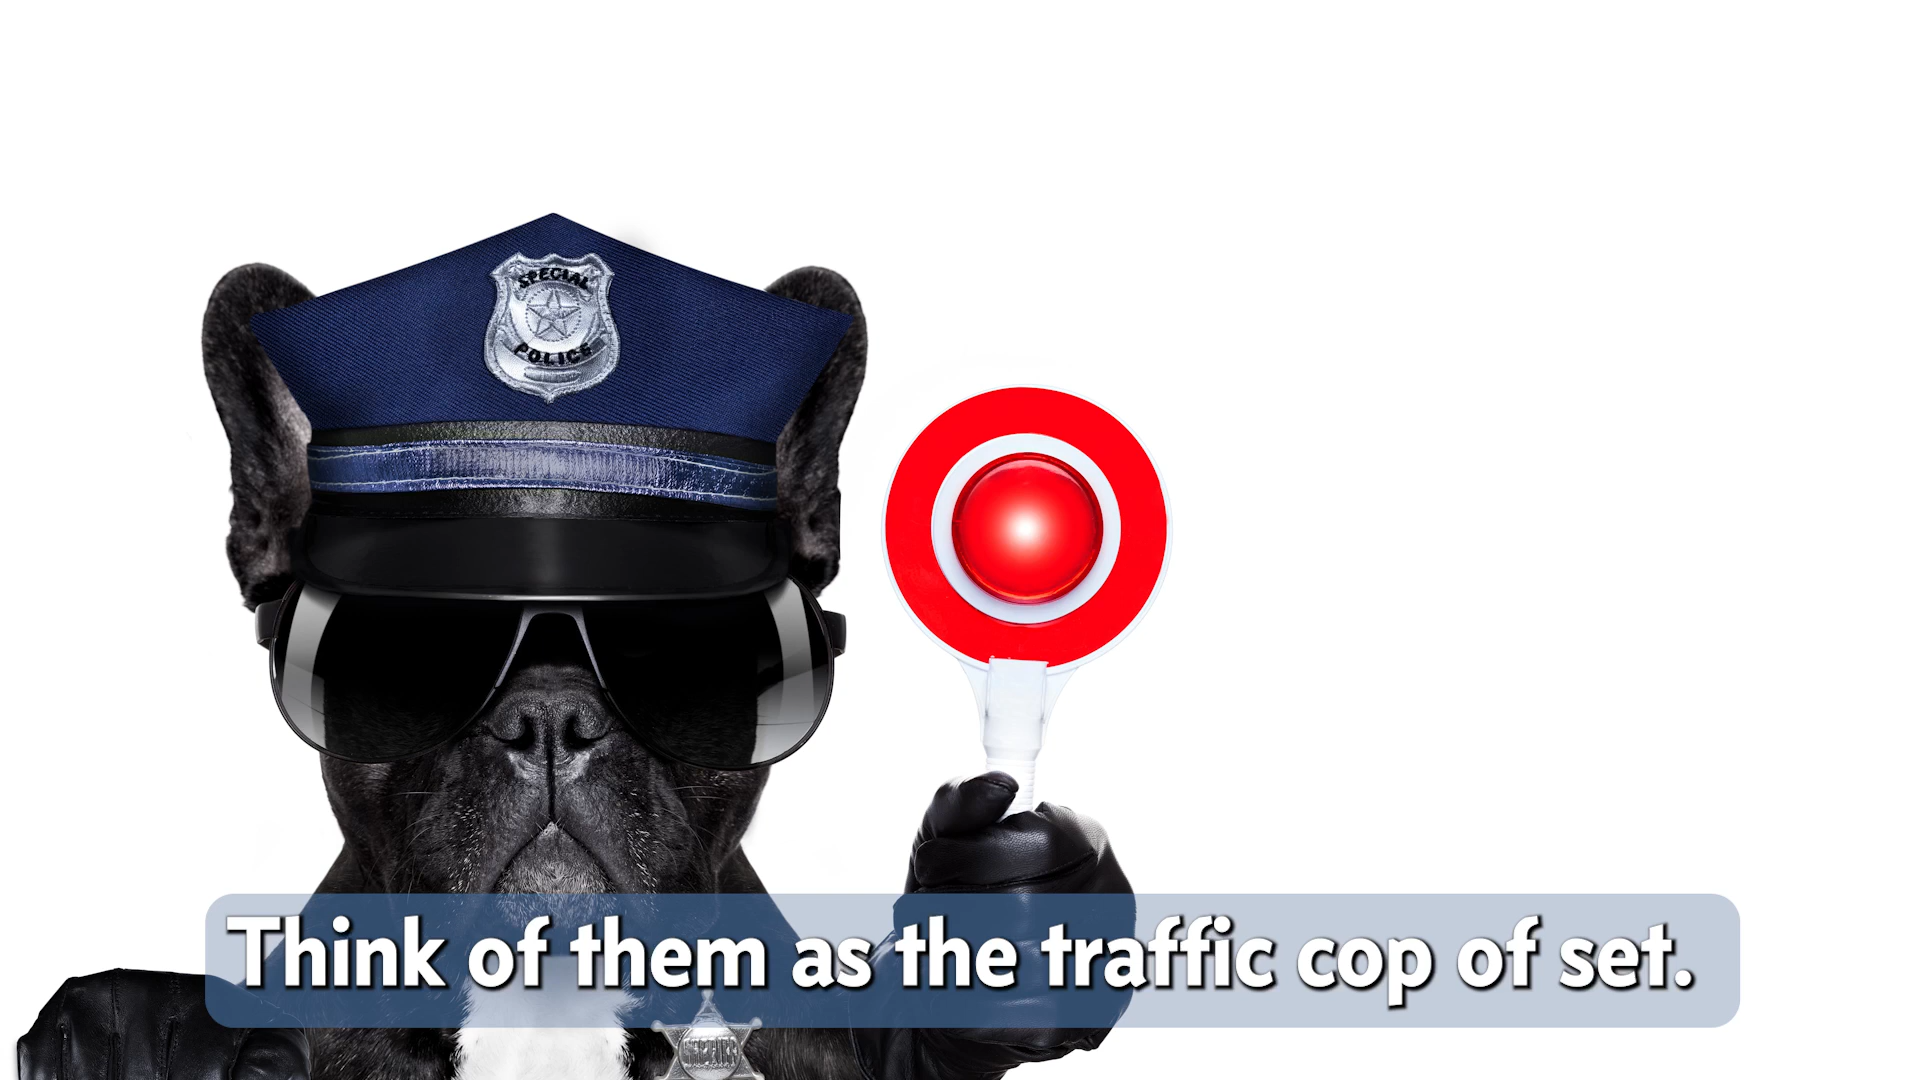 SPECIAL
POLICE
Think of them as the traffic cop of set.